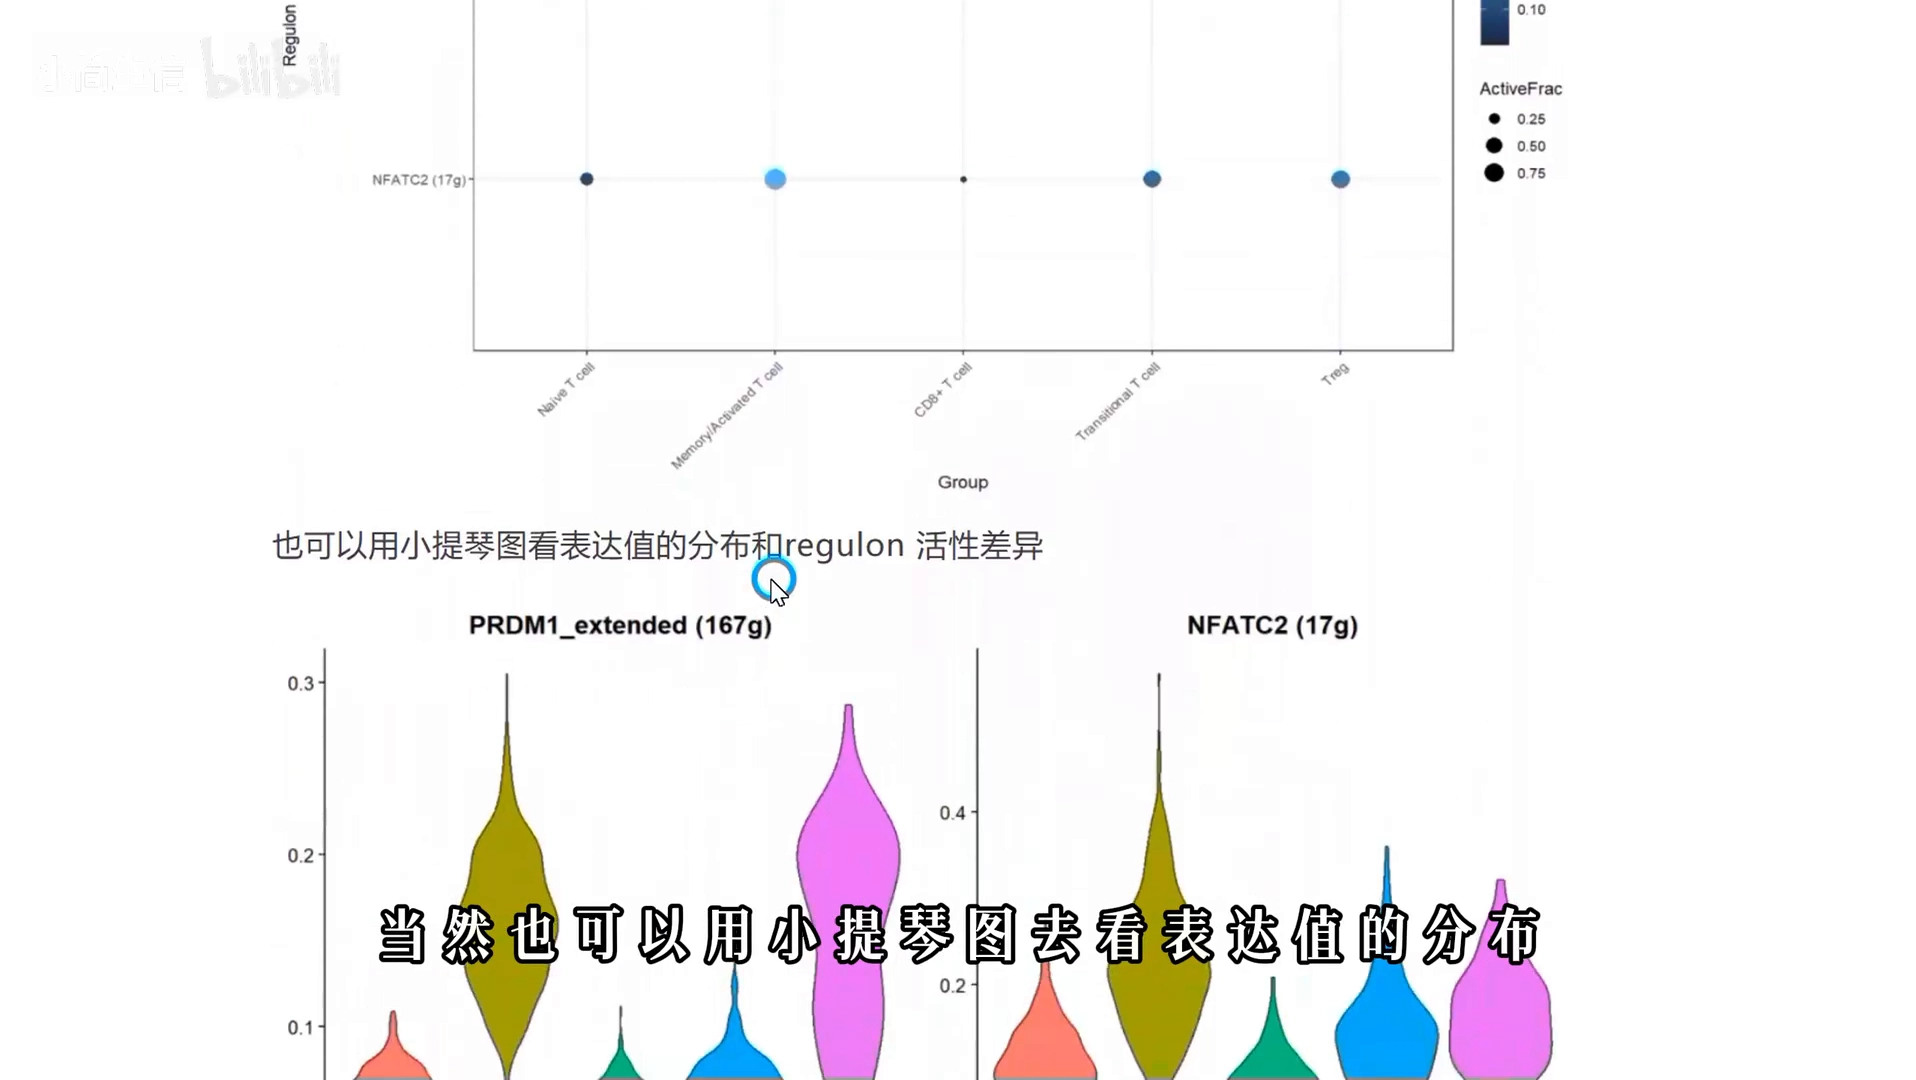 0.10
Regulon
bilibili
ActiveFrac
0.25
0.50
0.75
NFATC2 (17g)
Naive T cell
Memory/Activated T cell
CD8+ T cell
Transitional T cell
Treg
Group
也可以用小提琴图看表达值的分布和regulon 活性差异
PRDM1_extended (167g)
NFATC2 (17g)
0.3
0.2
0.1
0.4
0.2
当然也可以用小提琴图去看表达值的分布